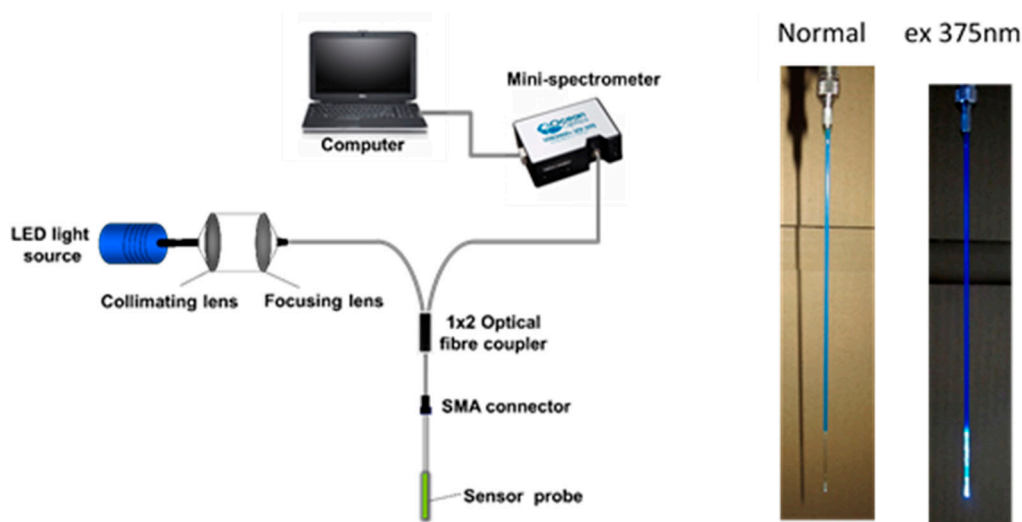 Normal
ex 375nm
Mini-spectrometer
Ocean
Computer
LED light
source
Collimating lens
Focusing lens
1x2 Optical
fibre coupler
SMA connector
Sensor probe